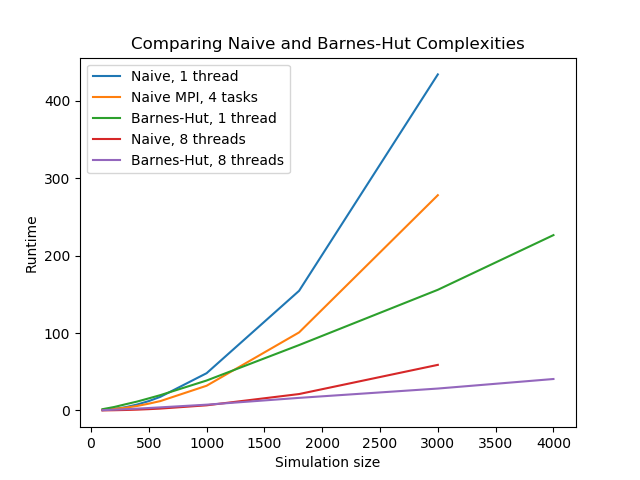 Comparing Naive and Barnes-Hut Complexities
Naive, 1 thread
Naive MPI, 4 tasks
Barnes-Hut, 1 thread
Naive, 8 threads
Barnes-Hut, 8 threads
Runtime
400
300
200
100
0
0 500 1000 1500 2000 2500 3000 3500 4000
Simulation size